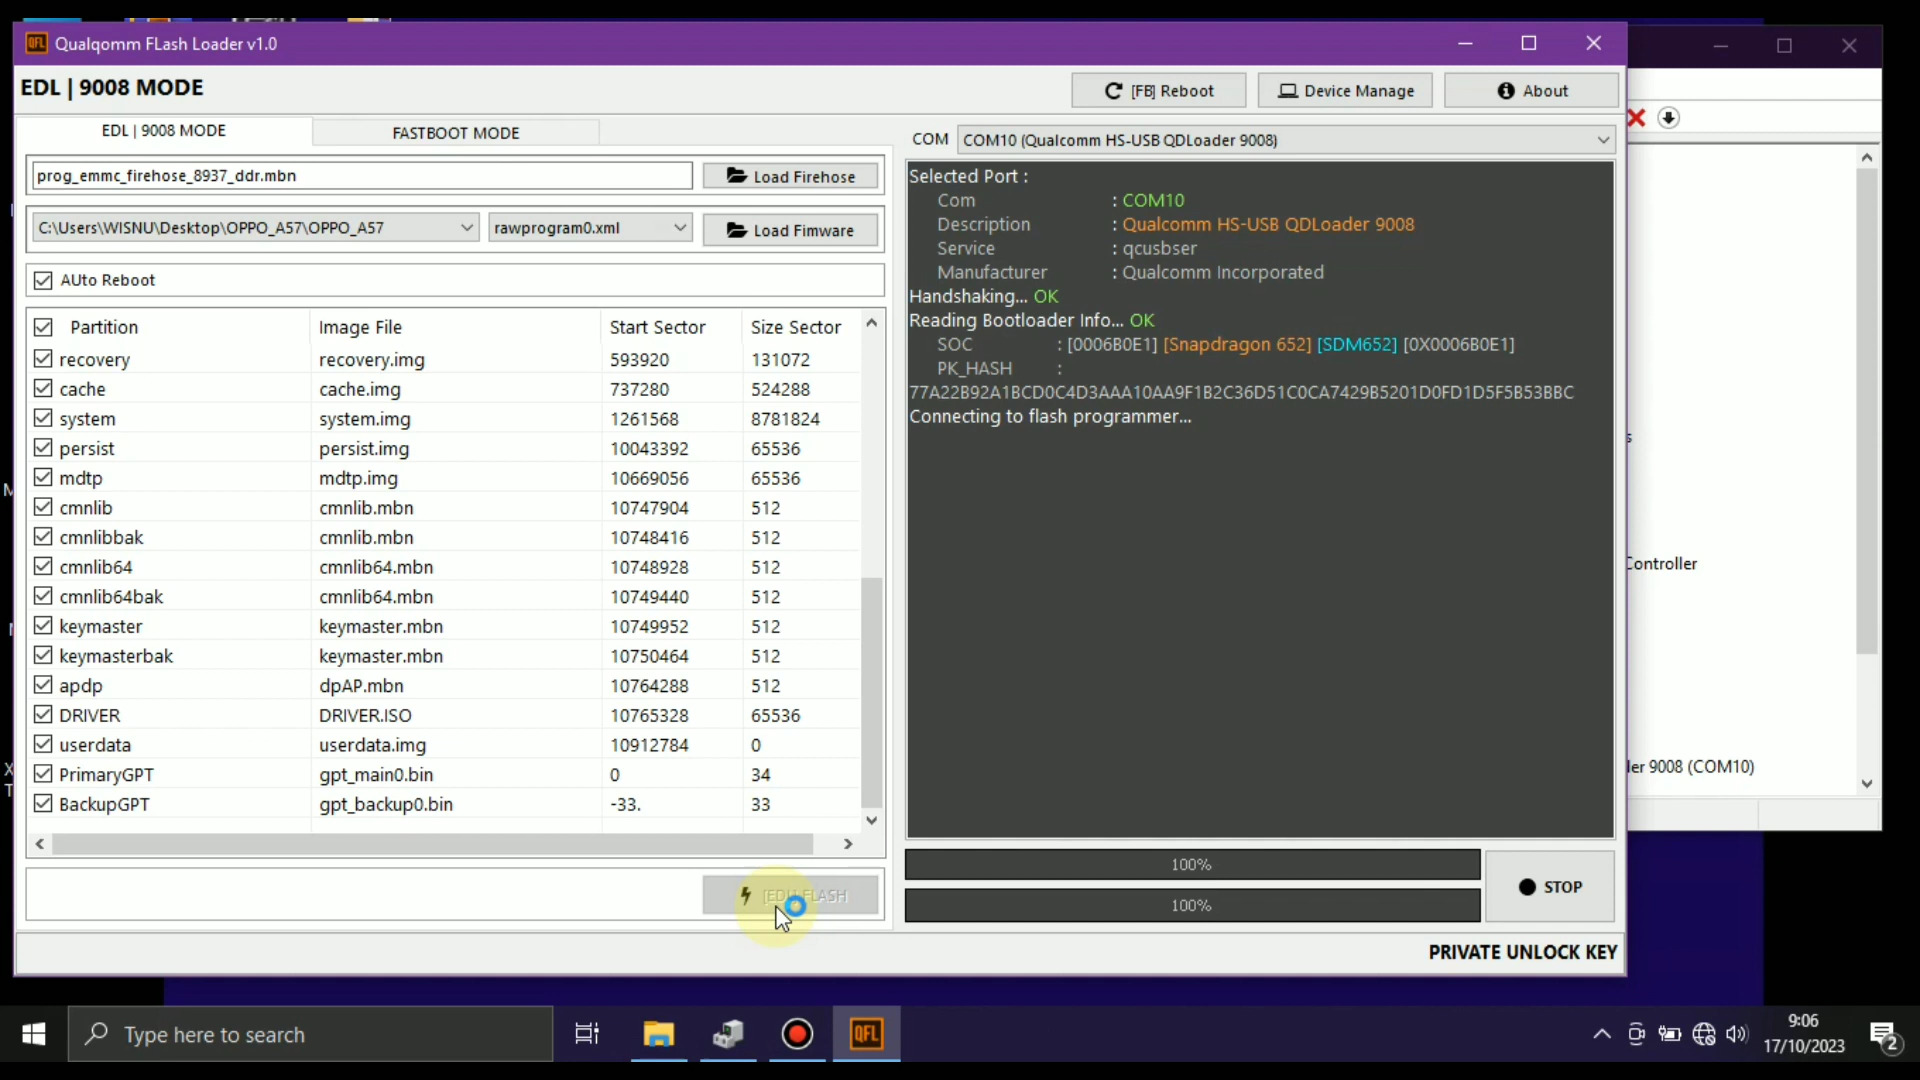 Qualqomm FLash Loader v1.0
EDL | 9008 MODE
[FB] Reboot
Device Manage
About
EDL | 9008 MODE
FASTBOOT MODE
prog_emmc_firehose_8937_ddr.mbn
Load Firehose
C:\Users\WISNU\Desktop\OPPO_A57\OPPO_A57
rawprogram0.xml
Load Fimware
AUto Reboot
Partition Image File Start Sector Size Sector
recovery recovery.img 593920 131072
cache cache.img 737280 524288
system system.img 1261568 8781824
persist persist.img 10043392 65536
mdtp mdtp.img 10669056 65536
cmnlib cmnlib.mbn 10747904 512
cmnlibbak cmnlib.mbn 10748416 512
cmnlib64 cmnlib64.mbn 10748928 512
cmnlib64bak cmnlib64.mbn 10749440 512
keymaster keymaster.mbn 10749952 512
keymasterbak keymaster.mbn 10750464 512
apdp dpAP.mbn 10764288 512
DRIVER DRIVER.ISO 10765328 65536
userdata userdata.img 10912784 0
PrimaryGPT gpt_main0.bin 0 34
BackupGPT gpt_backup0.bin -33. 33
FLASH
COM COM10 (Qualcomm HS-USB QDLoader 9008)
Selected Port :
Com : COM10
Description : Qualcomm HS-USB QDLoader 9008
Service : qcusbser
Manufacturer : Qualcomm Incorporated
Handshaking... OK
Reading Bootloader Info... OK
SOC : [0006B0E1] [Snapdragon 652] [SDM652] [0X0006B0E1]
PK_HASH :
77A22B92A1BCD0C4D3AAA10AA9F1B2C36D51C0CA7429B5201D0FD1D5F5B53BBC
Connecting to flash programmer...
100%
100%
STOP
PRIVATE UNLOCK KEY
Controller
ler 9008 (COM10)
Type here to search
QFL
9:06
17/10/2023
2